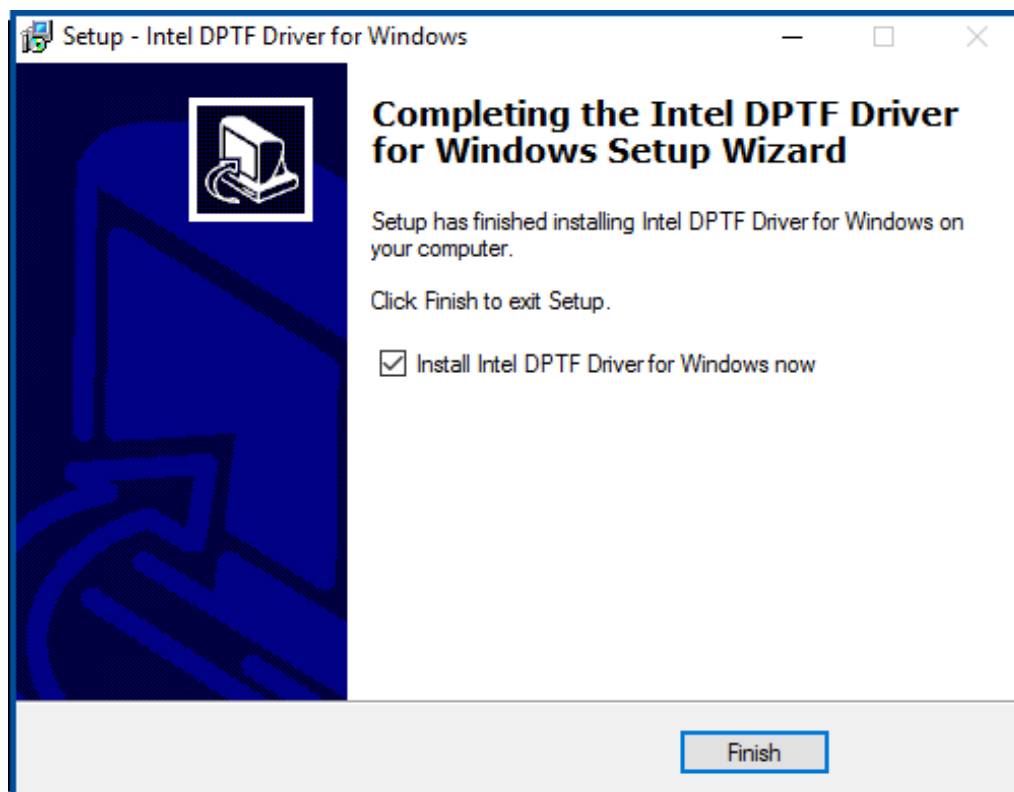 Setup - Intel DPTF Driver for Windows
Completing the Intel DPTF Driver
for Windows Setup Wizard
Setup has finished installing Intel DPTF Driver for Windows on
your computer.
Click Finish to exit Setup.
Install Intel DPTF Driver for Windows now
Finish